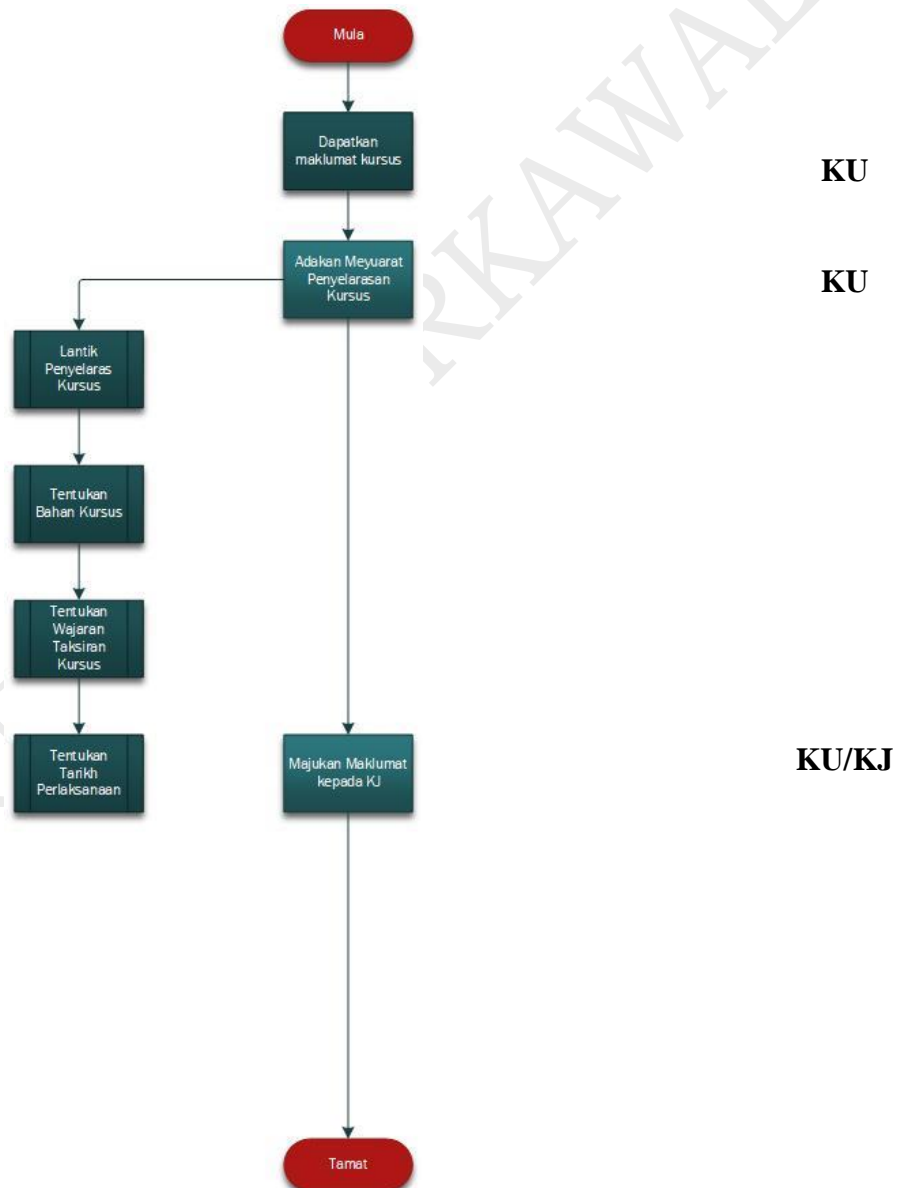 Mula
Dapatkan
maklumat kursus
KU
Adakan Meyuarat
Penyelarasan
Kursus
KU
Lantik
Penyelaras
Kursus
Tentukan
Bahan Kursus
Tentukan
Wajaran
Taksiran
Kursus
Tentukan
Tarikh
Perlaksanaan
Majukan Maklumat
kepada KJ
KU/KJ
Tamat